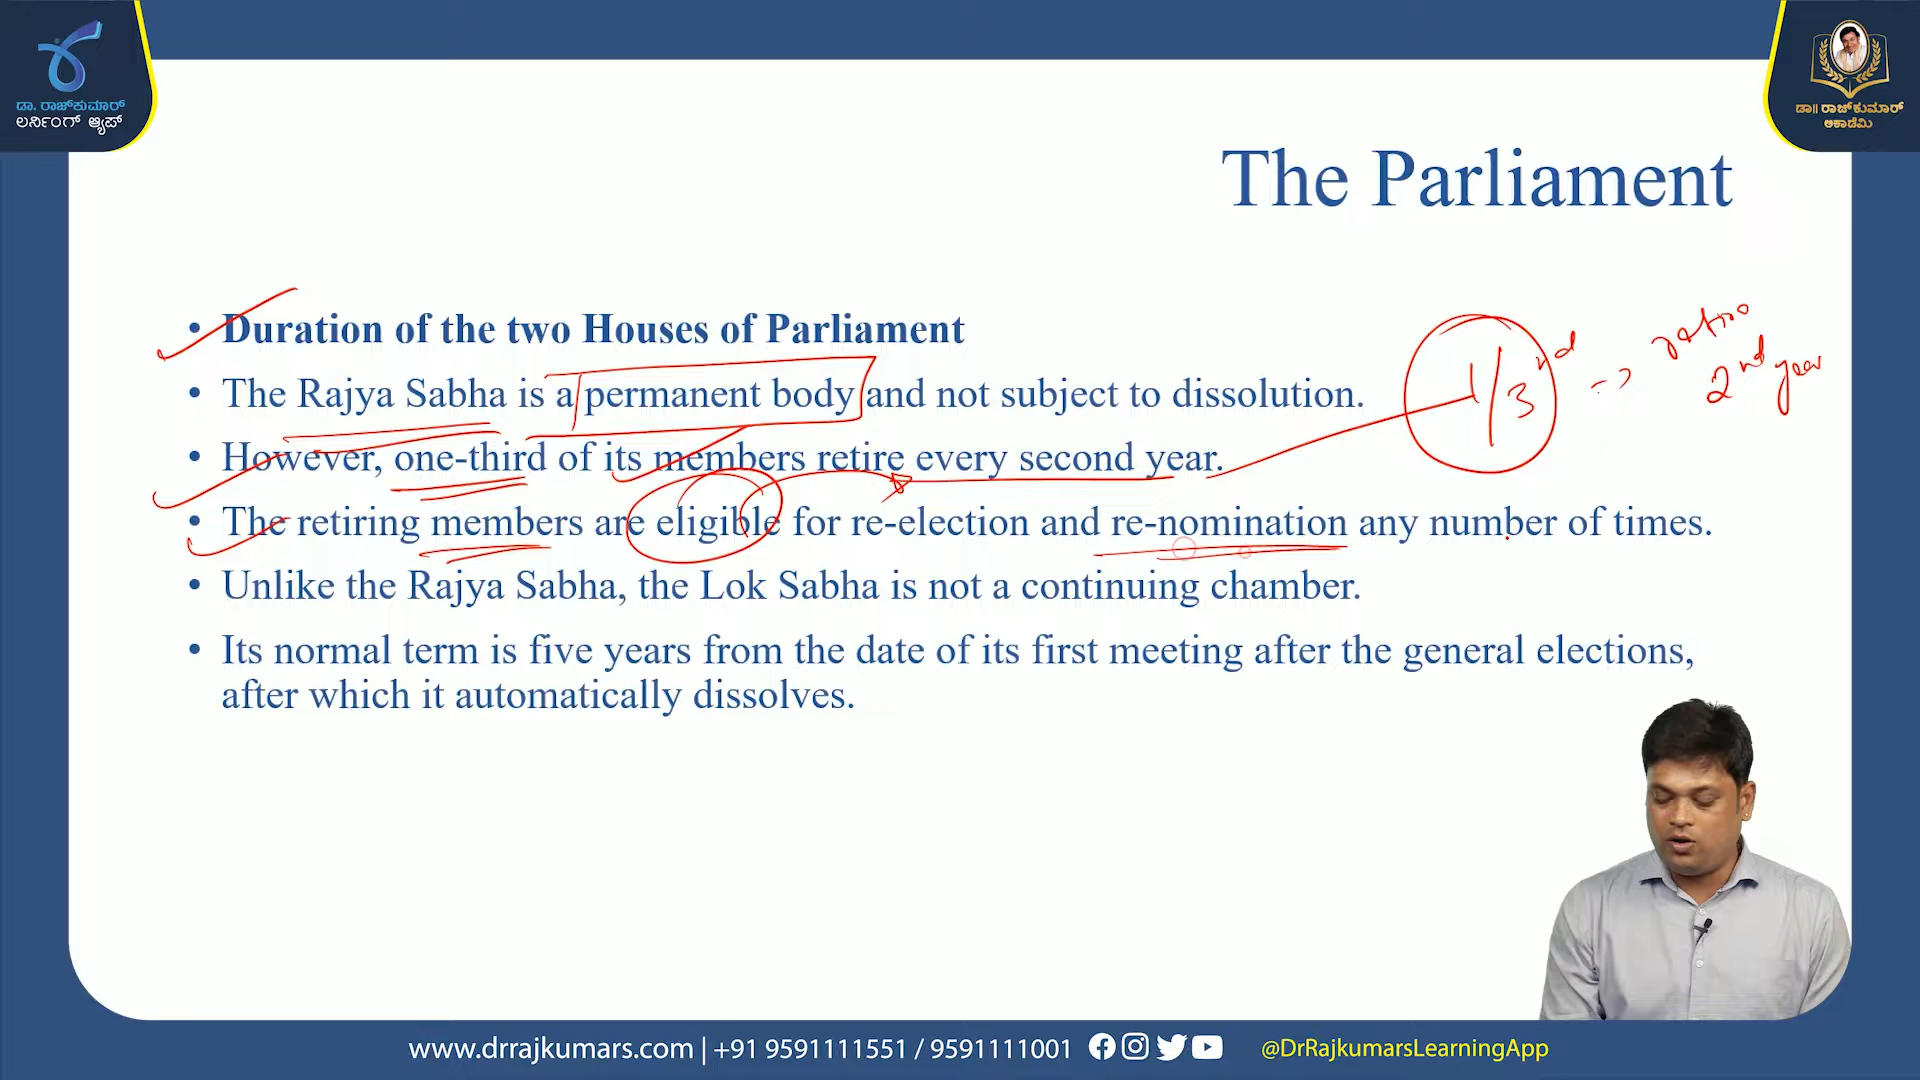 ಡಾ. ರಾಜ್‌ಕುಮಾರ್
ಲರ್ನಿಂಗ್ ಆ್ಯಪ್
ಡಾ|| ರಾಜ್‌ಕುಮಾರ್
ಅಕಾಡೆಮಿ
The Parliament
• Duration of the two Houses of Parliament
• The Rajya Sabha is a permanent body and not subject to dissolution.
1/3rd => retire
2nd year
• However, one-third of its members retire every second year.
• The retiring members are eligible for re-election and re-nomination any number of times.
• Unlike the Rajya Sabha, the Lok Sabha is not a continuing chamber.
• Its normal term is five years from the date of its first meeting after the general elections,
after which it automatically dissolves.
www.drrajkumars.com | +91 9591111551 / 9591111001 @DrRajkumarsLearningApp